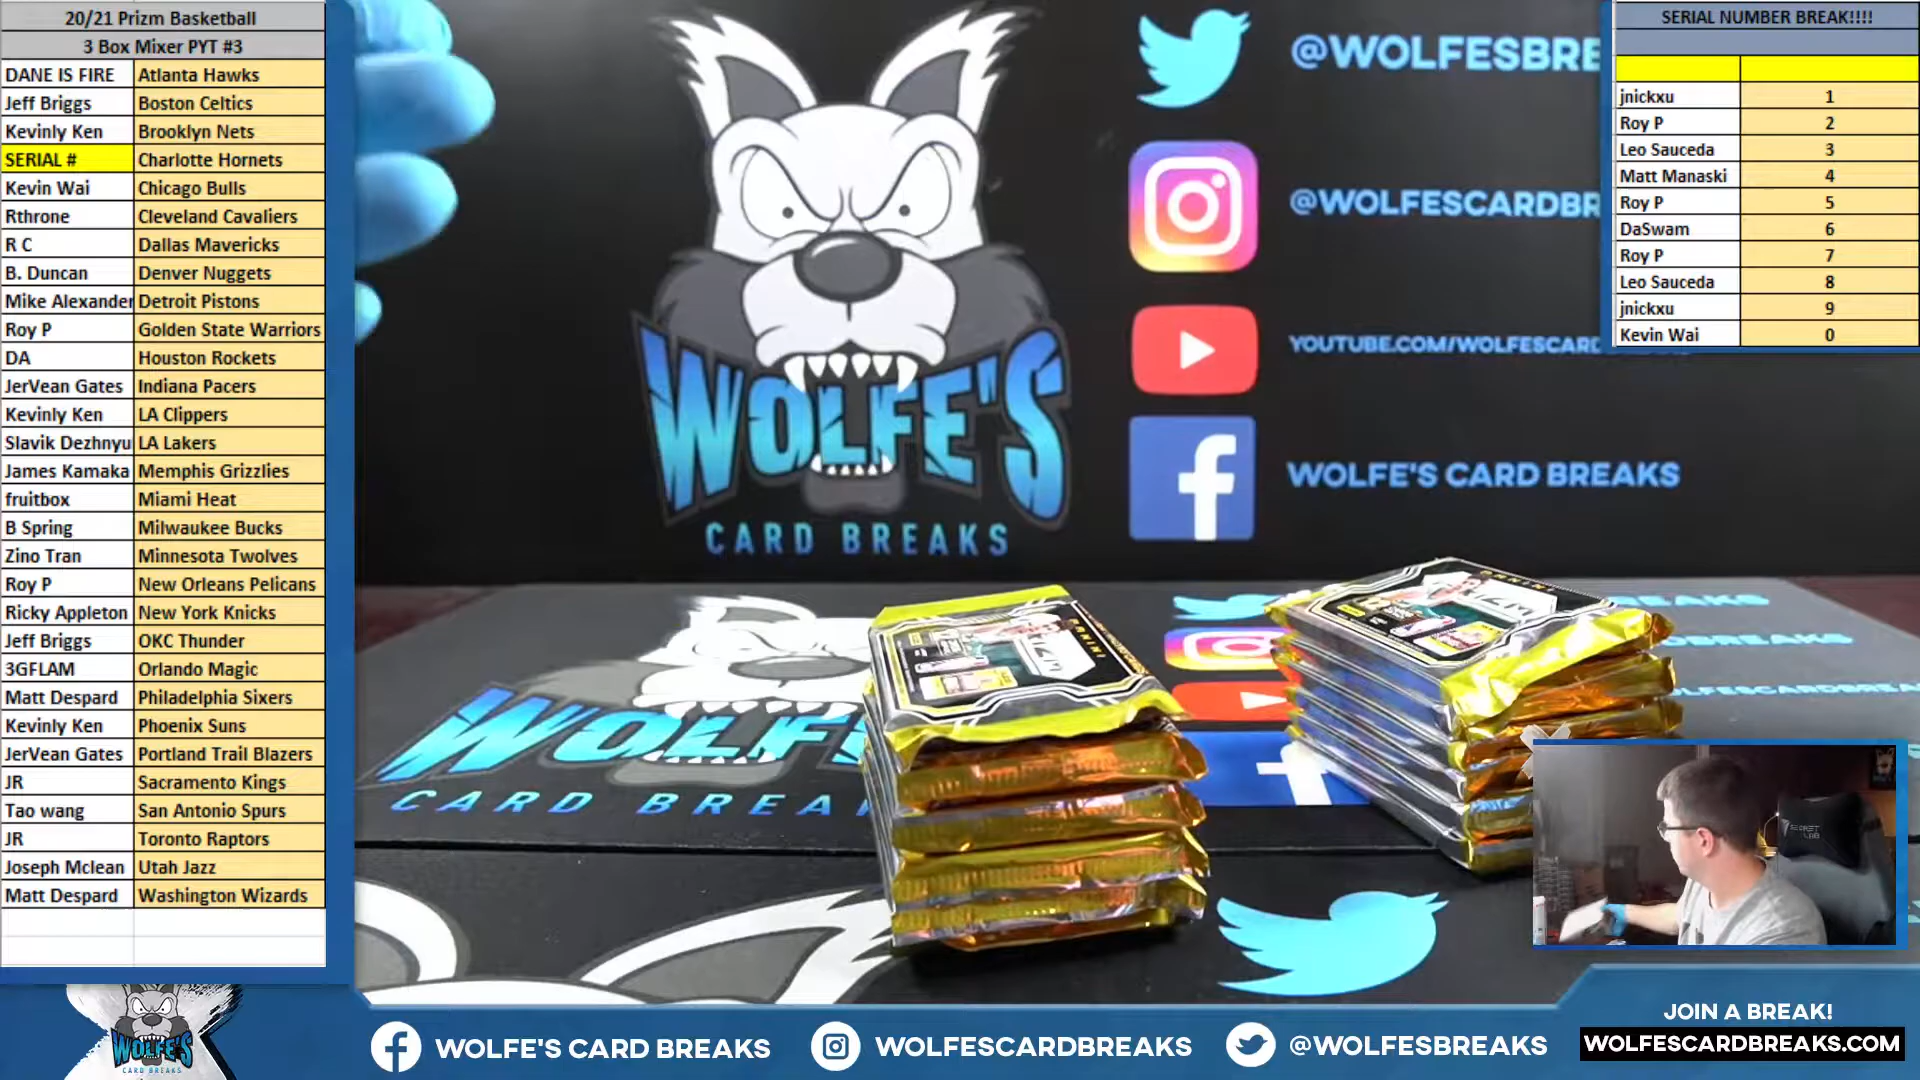 20/21 Prizm Basketball
3 Box Mixer PYT #3
DANE IS FIRE Atlanta Hawks
Jeff Briggs Boston Celtics
Kevinly Ken Brooklyn Nets
SERIAL # Charlotte Hornets
Kevin Wai Chicago Bulls
Rthrone Cleveland Cavaliers
R C Dallas Mavericks
B. Duncan Denver Nuggets
Mike Alexander Detroit Pistons
Roy P Golden State Warriors
DA Houston Rockets
JerVean Gates Indiana Pacers
Kevinly Ken LA Clippers
Slavik Dezhnyu LA Lakers
James Kamaka Memphis Grizzlies
fruitbox Miami Heat
B Spring Milwaukee Bucks
Zino Tran Minnesota Twolves
Roy P New Orleans Pelicans
Ricky Appleton New York Knicks
Jeff Briggs OKC Thunder
3GFLAM Orlando Magic
Matt Despard Philadelphia Sixers
Kevinly Ken Phoenix Suns
JerVean Gates Portland Trail Blazers
JR Sacramento Kings
Tao wang San Antonio Spurs
JR Toronto Raptors
Joseph Mclean Utah Jazz
Matt Despard Washington Wizards
SERIAL NUMBER BREAK!!!!
jnickxu 1
Roy P 2
Leo Sauceda 3
Matt Manaski 4
Roy P 5
DaSwam 6
Roy P 7
Leo Sauceda 8
jnickxu 9
Kevin Wai 0
@WOLFESBRE
@WOLFESCARDBR
YOUTUBE.COM/WOLFESCARD
WOLFE'S CARD BREAKS
WOLFE'S
CARD BREAKS
WOLF
CARD BREA
PANINI
PANINI
WOLFE'S
CARD BREAKS
WOLFE'S CARD BREAKS
WOLFESCARDBREAKS
@WOLFESBREAKS
JOIN A BREAK!
WOLFESCARDBREAKS.COM